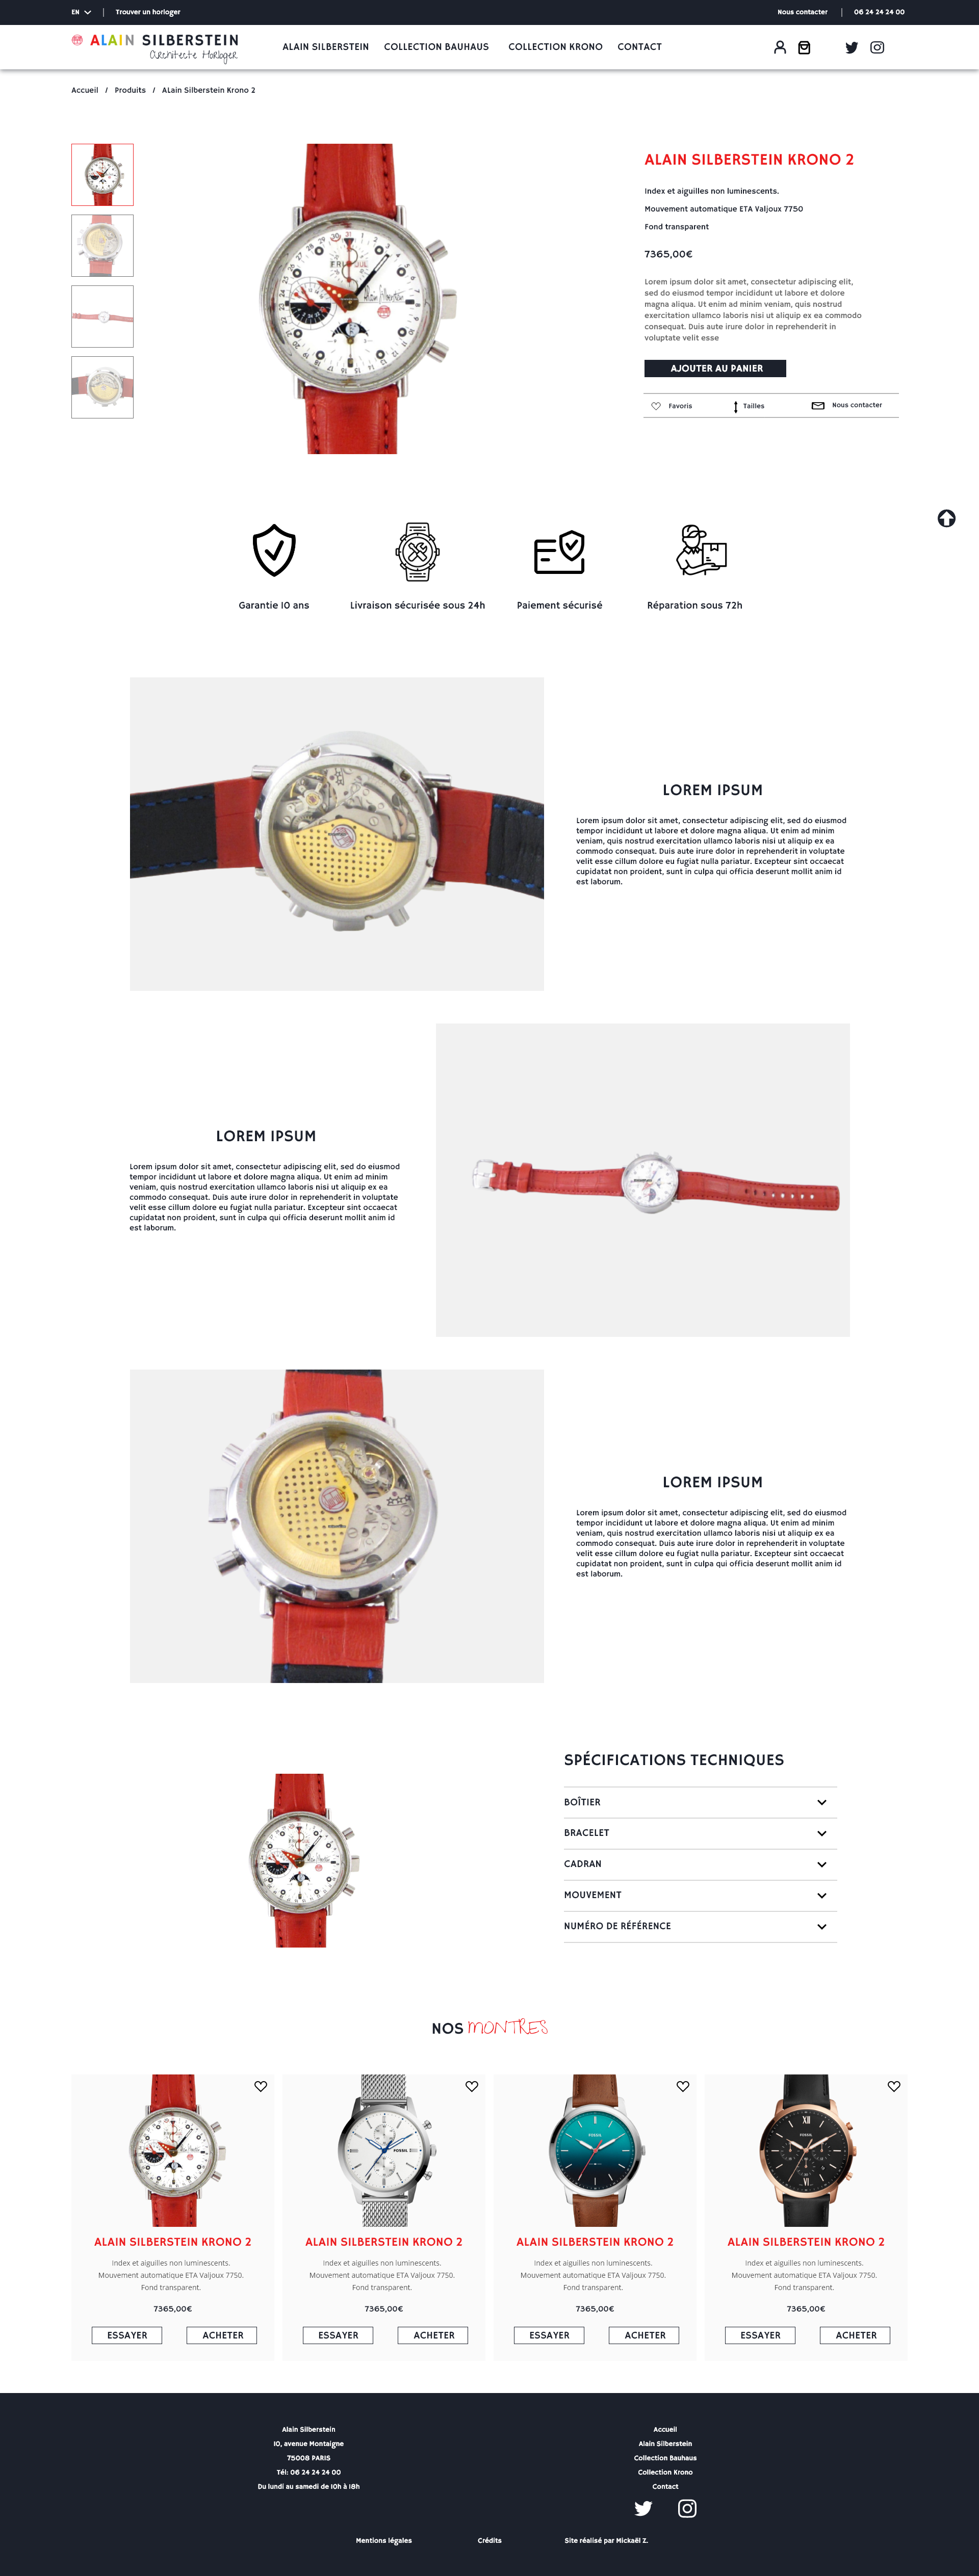 EN
Trouver un horloger
Nous contacter
06 24 24 24 00
ALAIN SILBERSTEIN
Architecte Horloger
ALAIN SILBERSTEIN
COLLECTION BAUHAUS
COLLECTION KRONO
CONTACT
Accueil / Produits / ALain Silberstein Krono 2
ALAIN SILBERSTEIN KRONO 2
Index et aiguilles non luminescents.
Mouvement automatique ETA Valjoux 7750
Fond transparent
7365,00€
Lorem ipsum dolor sit amet, consectetur adipiscing elit,
sed do eiusmod tempor incididunt ut labore et dolore
magna aliqua. Ut enim ad minim veniam, quis nostrud
exercitation ullamco laboris nisi ut aliquip ex ea commodo
consequat. Duis aute irure dolor in reprehenderit in
voluptate velit esse
AJOUTER AU PANIER
Favoris
Tailles
Nous contacter
Garantie 10 ans
Livraison sécurisée sous 24h
Paiement sécurisé
Réparation sous 72h
LOREM IPSUM
Lorem ipsum dolor sit amet, consectetur adipiscing elit, sed do eiusmod
tempor incididunt ut labore et dolore magna aliqua. Ut enim ad minim
veniam, quis nostrud exercitation ullamco laboris nisi ut aliquip ex ea
commodo consequat. Duis aute irure dolor in reprehenderit in voluptate
velit esse cillum dolore eu fugiat nulla pariatur. Excepteur sint occaecat
cupidatat non proident, sunt in culpa qui officia deserunt mollit anim id
est laborum.
LOREM IPSUM
Lorem ipsum dolor sit amet, consectetur adipiscing elit, sed do eiusmod
tempor incididunt ut labore et dolore magna aliqua. Ut enim ad minim
veniam, quis nostrud exercitation ullamco laboris nisi ut aliquip ex ea
commodo consequat. Duis aute irure dolor in reprehenderit in voluptate
velit esse cillum dolore eu fugiat nulla pariatur. Excepteur sint occaecat
cupidatat non proident, sunt in culpa qui officia deserunt mollit anim id
est laborum.
LOREM IPSUM
Lorem ipsum dolor sit amet, consectetur adipiscing elit, sed do eiusmod
tempor incididunt ut labore et dolore magna aliqua. Ut enim ad minim
veniam, quis nostrud exercitation ullamco laboris nisi ut aliquip ex ea
commodo consequat. Duis aute irure dolor in reprehenderit in voluptate
velit esse cillum dolore eu fugiat nulla pariatur. Excepteur sint occaecat
cupidatat non proident, sunt in culpa qui officia deserunt mollit anim id
est laborum.
SPÉCIFICATIONS TECHNIQUES
BOÎTIER
BRACELET
CADRAN
MOUVEMENT
NUMÉRO DE RÉFÉRENCE
NOS MONTRES
ALAIN SILBERSTEIN KRONO 2
Index et aiguilles non luminescents.
Mouvement automatique ETA Valjoux 7750.
Fond transparent.
7365,00€
ESSAYER
ACHETER
FOSSIL
ALAIN SILBERSTEIN KRONO 2
Index et aiguilles non luminescents.
Mouvement automatique ETA Valjoux 7750.
Fond transparent.
7365,00€
ESSAYER
ACHETER
FOSSIL
ALAIN SILBERSTEIN KRONO 2
Index et aiguilles non luminescents.
Mouvement automatique ETA Valjoux 7750.
Fond transparent.
7365,00€
ESSAYER
ACHETER
XII
FOSSIL
ALAIN SILBERSTEIN KRONO 2
Index et aiguilles non luminescents.
Mouvement automatique ETA Valjoux 7750.
Fond transparent.
7365,00€
ESSAYER
ACHETER
Alain Silberstein
10, avenue Montaigne
75008 PARIS
Tél: 06 24 24 24 00
Du lundi au samedi de 10h à 18h
Accueil
Alain Silberstein
Collection Bauhaus
Collection Krono
Contact
Mentions légales
Crédits
Site réalisé par Mickaël Z.